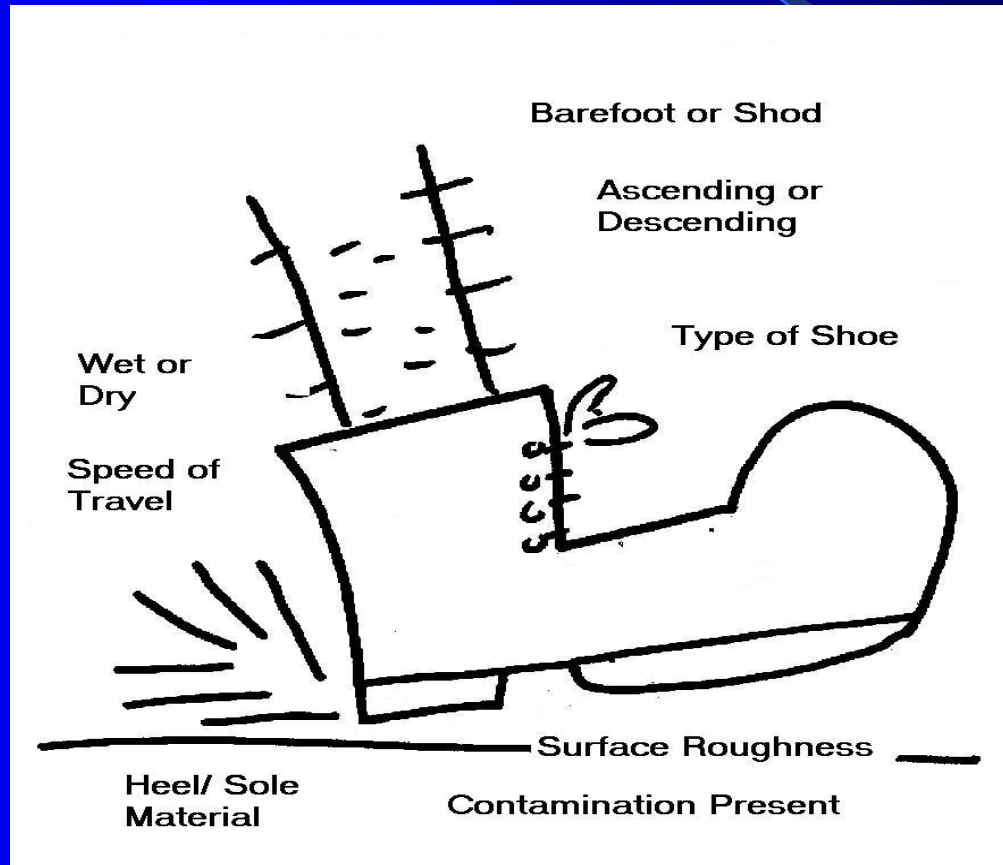 Barefoot or Shod
Ascending or
Descending
Type of Shoe
Wet or
Dry
Speed of
Travel
Surface Roughness
Heel/ Sole
Material
Contamination Present